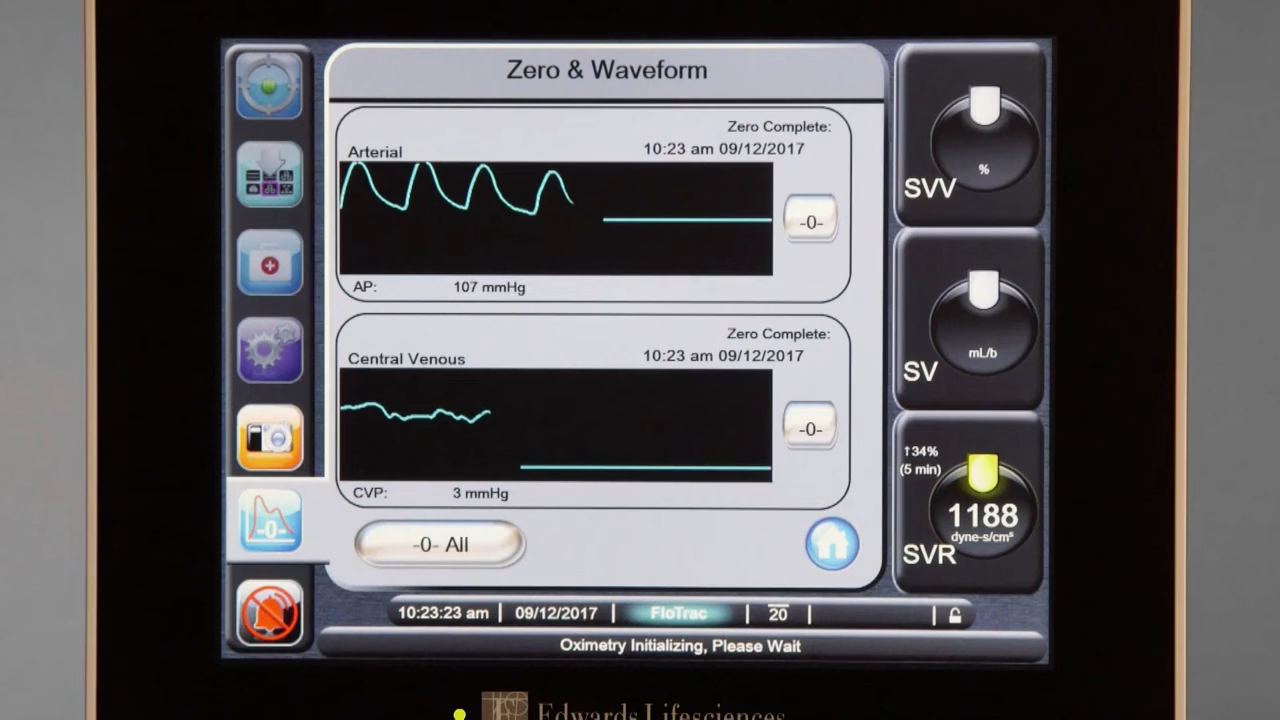 Zero & Waveform
Zero Complete:
10:23 am 09/12/2017
Arterial
-0-
AP: 107 mmHg
Zero Complete:
10:23 am 09/12/2017
Central Venous
-0-
CVP: 3 mmHg
-0- All
-0-
%
SVV
mL/b
SV
↑34%
(5 min)
1188
dyne-s/cm⁵
SVR
10:23:23 am | 09/12/2017 | FloTrac | 20 |
Oximetry Initializing, Please Wait
Edwards Lifesciences